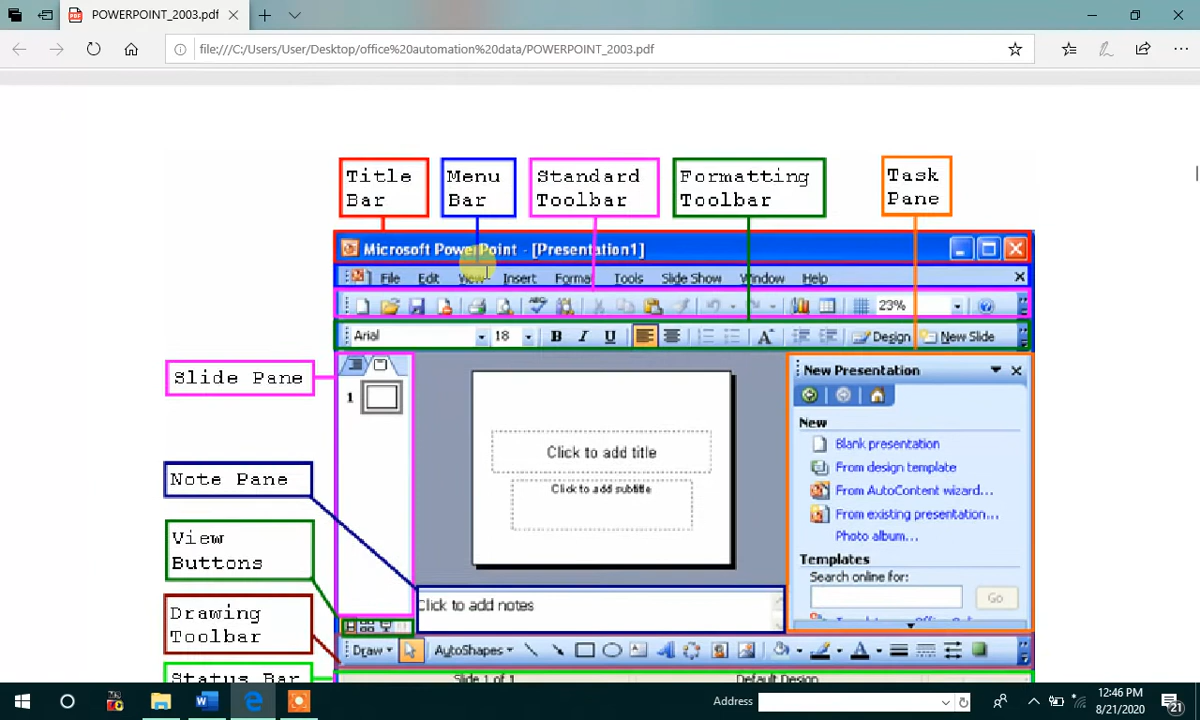 POWERPOINT_2003.pdf
file:///C:/Users/User/Desktop/office%20automation%20data/POWERPOINT_2003.pdf
Title Bar
Menu Bar
Standard Toolbar
Formatting Toolbar
Task Pane
Microsoft PowerPoint - [Presentation1]
File Edit View Insert Format Tools Slide Show Window Help
23%
Arial 18 B I U A Design New Slide
Slide Pane
1
New Presentation
New
Blank presentation
From design template
From AutoContent wizard...
From existing presentation...
Photo album...
Templates
Search online for:
Go
Click to add title
Click to add subtitle
Note Pane
View Buttons
Click to add notes
Drawing Toolbar
Draw AutoShapes A A
Status Bar
Slide 1 of 1 Default Design
Address
12:46 PM
8/21/2020
21